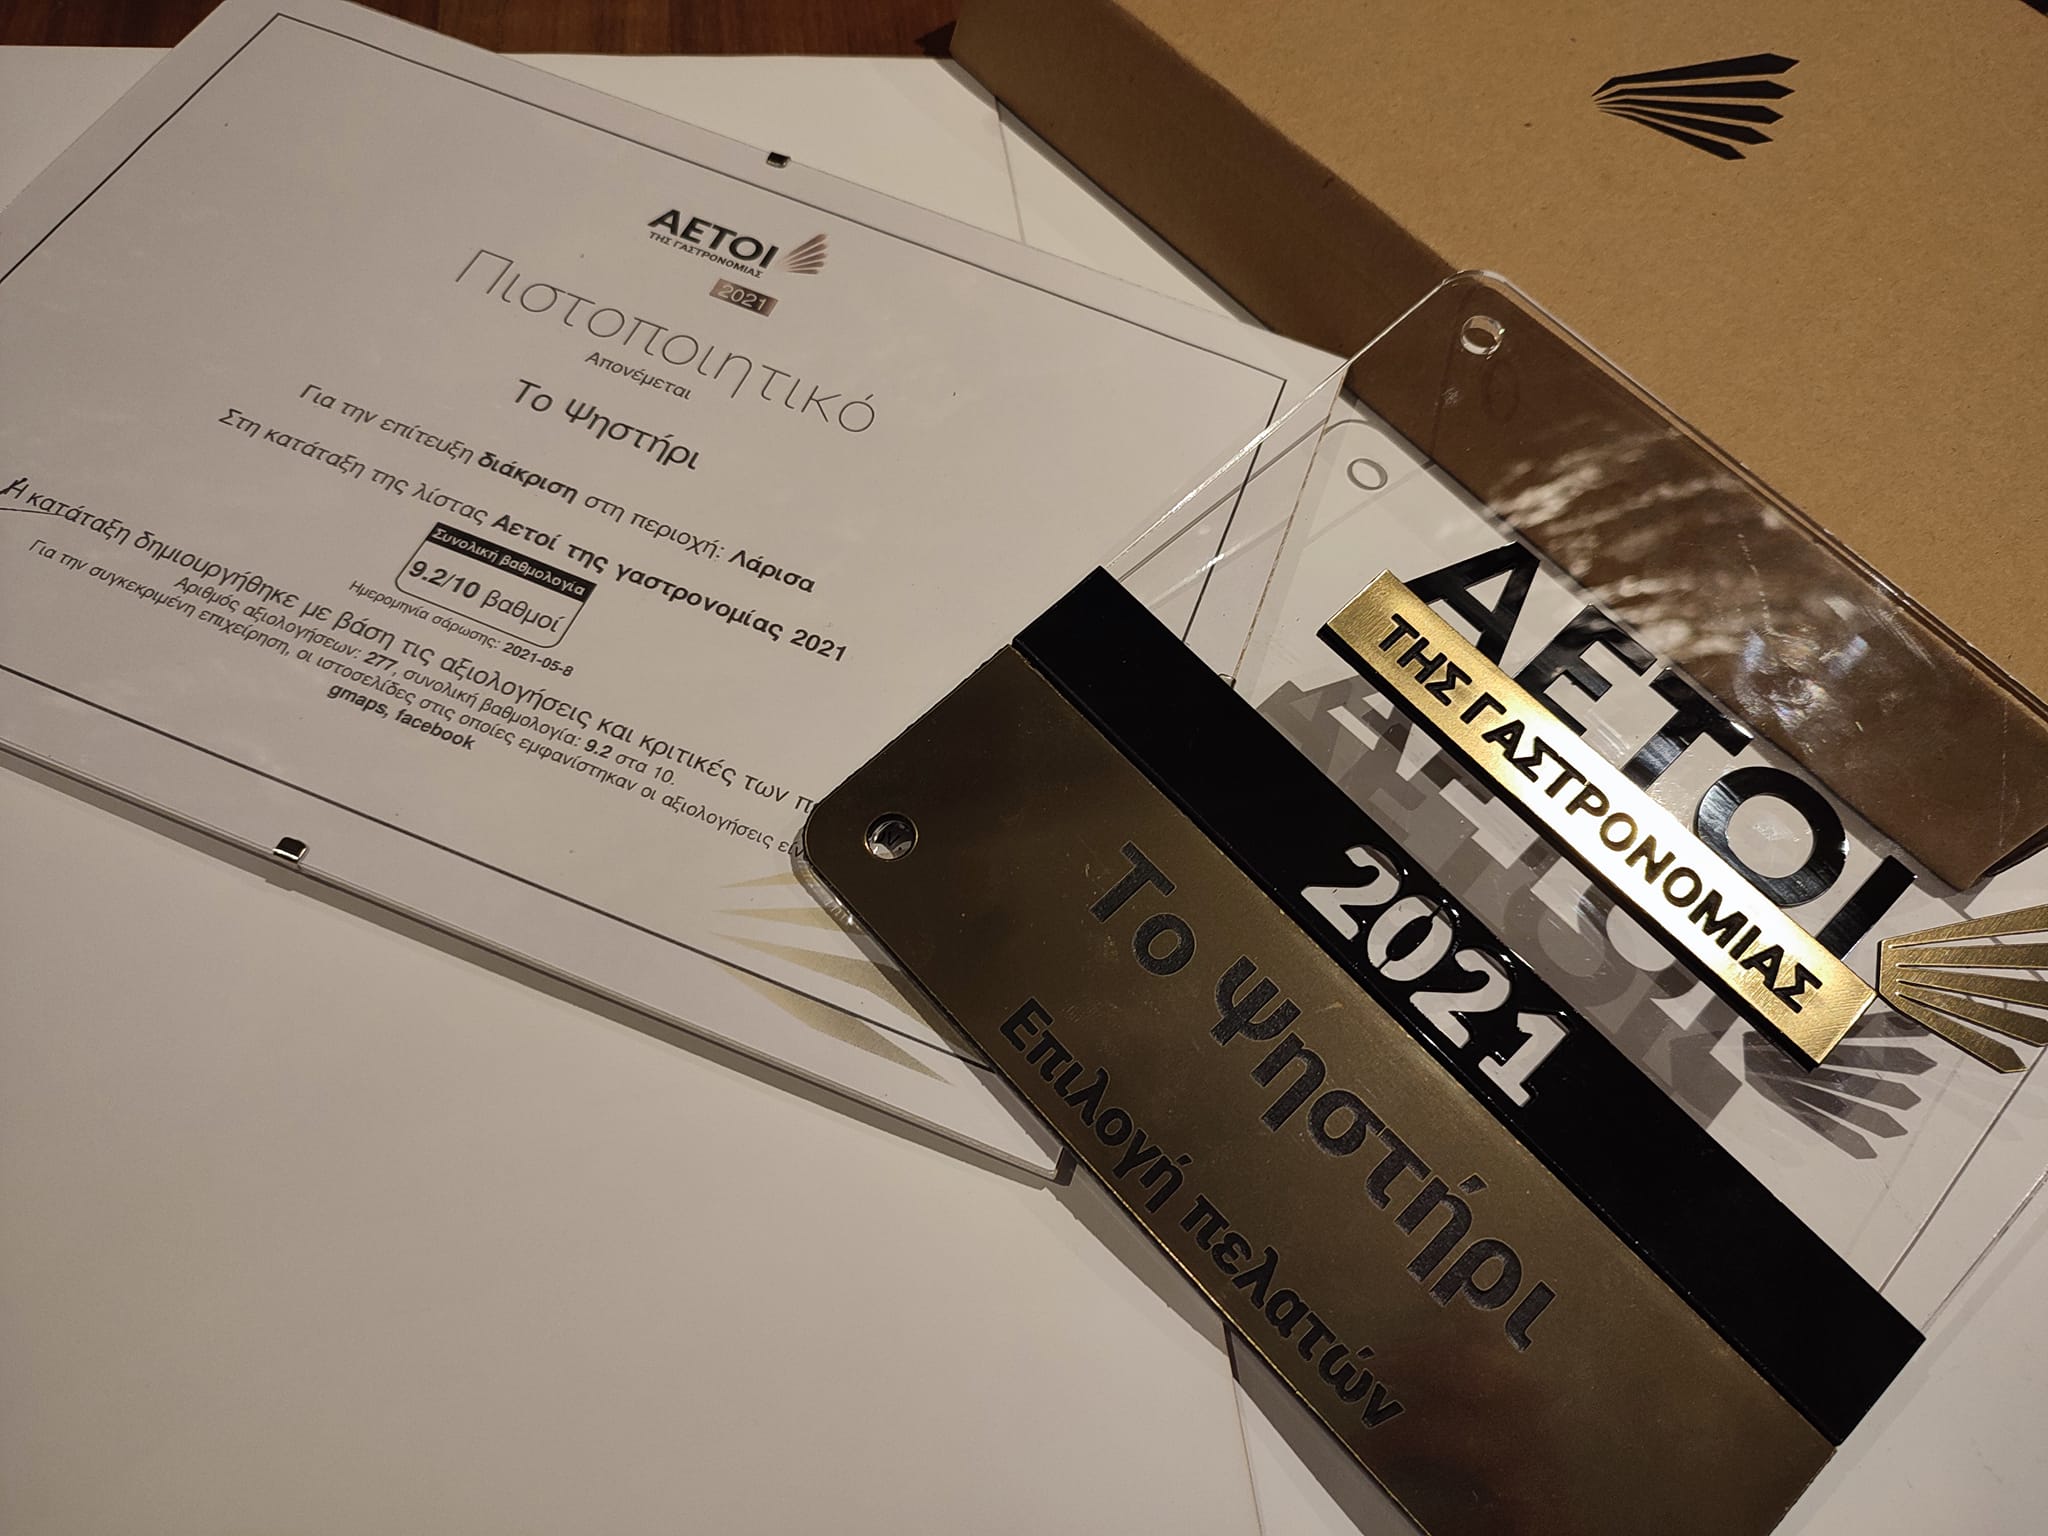 ΑΕΤΟΙ
ΤΗΣ ΓΑΣΤΡΟΝΟΜΙΑΣ
2021
Πιστοποιητικό
Απονέμεται
Το Ψηστήρι
Για την επίτευξη διάκριση στη περιοχή: Λάρισα
Στη κατάταξη της λίστας Αετοί της γαστρονομίας 2021
Συνολική βαθμολογία
9.2/10 βαθμοί
Ημερομηνία σάρωσης: 2021-05-8
Η κατάταξη δημιουργήθηκε με βάση τις αξιολογήσεις και κριτικές των
Αριθμός αξιολογήσεων: 277, συνολική βαθμολογία: 9.2 στα 10.
Για την συγκεκριμένη επιχείρηση, οι ιστοσελίδες στις οποίες εμφανίστηκαν οι αξιολογήσεις
gmaps, facebook
ΑΕΤΟΙ
ΤΗΣ ΓΑΣΤΡΟΝΟΜΙΑΣ
2021
Το Ψηστήρι
Επιλογή πελατών